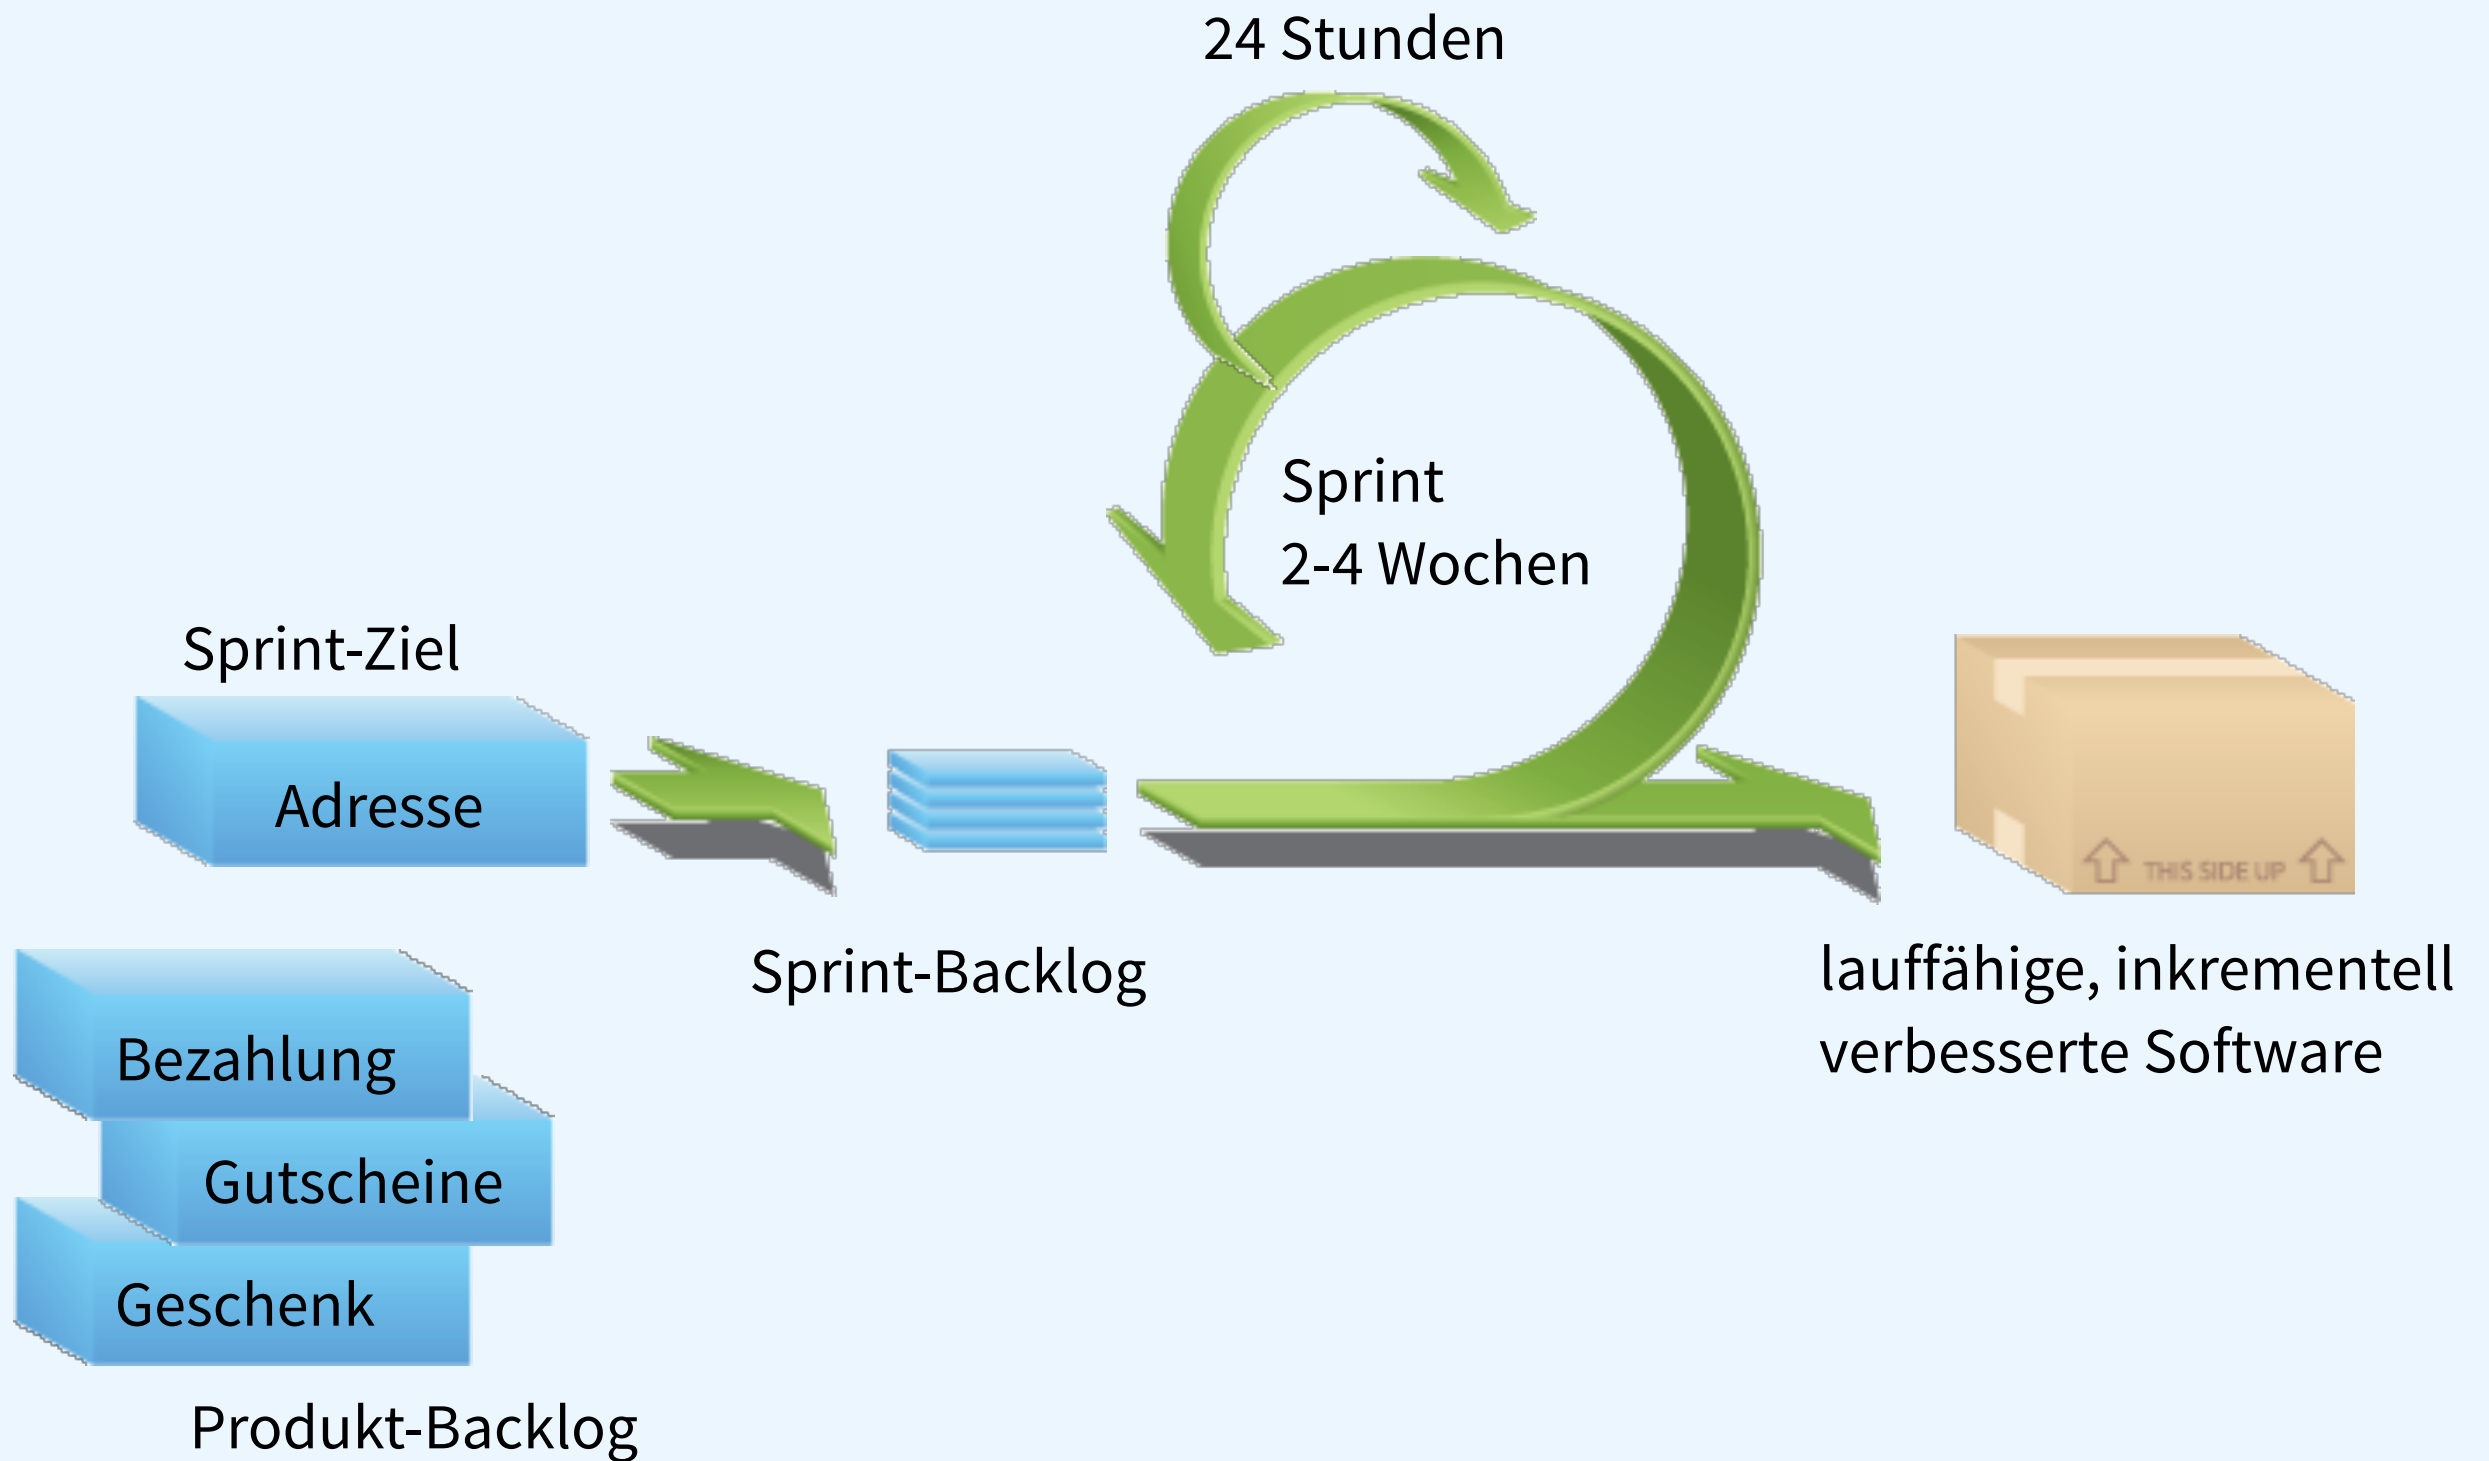 24 Stunden
Sprint
2-4 Wochen
Sprint-Ziel
Adresse
THIS SIDE UP
Sprint-Backlog
lauffähige, inkrementell
verbesserte Software
Bezahlung
Gutscheine
Geschenk
Produkt-Backlog